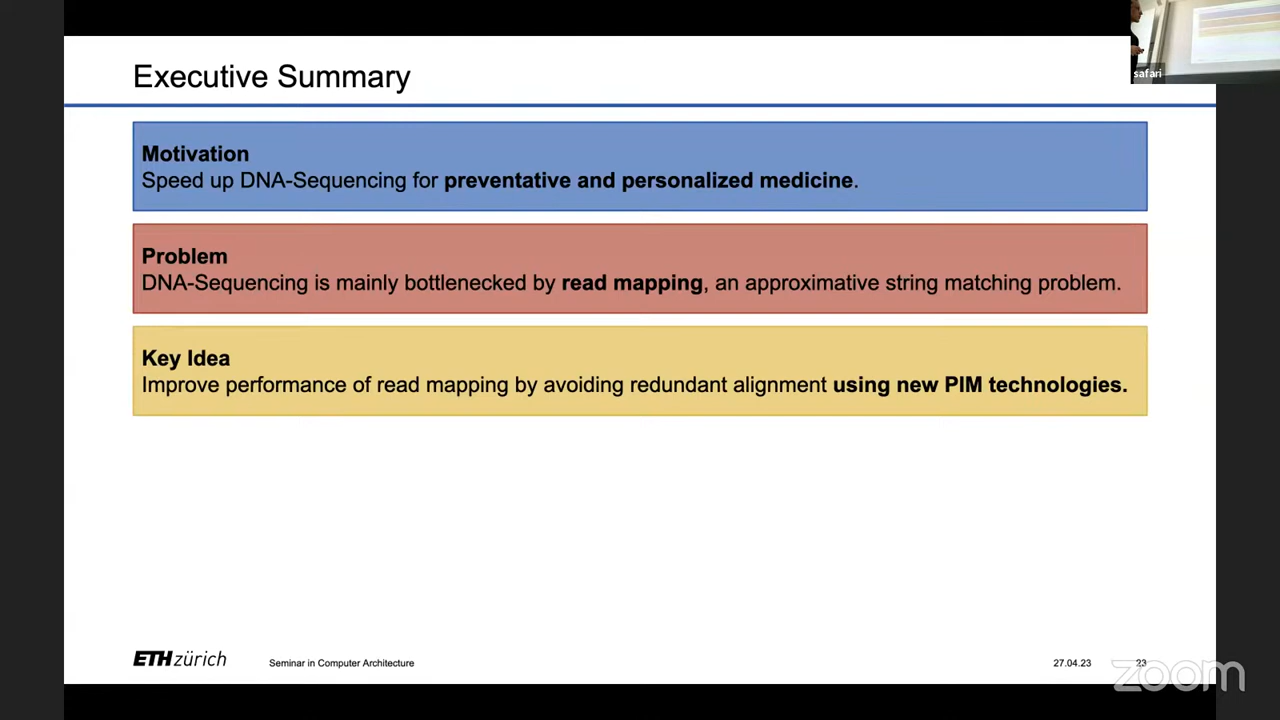 safari
Executive Summary
Motivation
Speed up DNA-Sequencing for preventative and personalized medicine.
Problem
DNA-Sequencing is mainly bottlenecked by read mapping, an approximative string matching problem.
Key Idea
Improve performance of read mapping by avoiding redundant alignment using new PIM technologies.
ETH zürich
Seminar in Computer Architecture
27.04.23
23
zoom